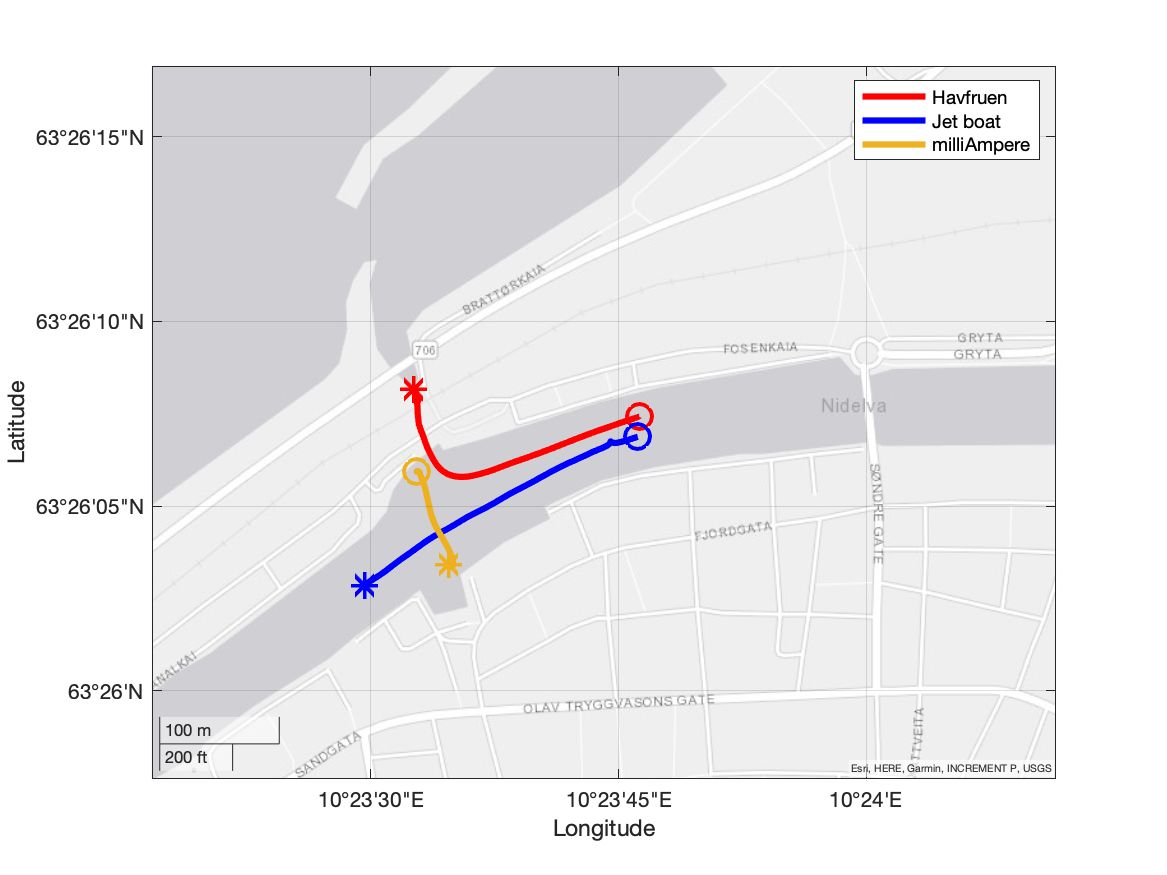 Havfruen
Jet boat
milliAmpere
63°26'15"N
63°26'10"N
63°26'05"N
63°26'N
Latitude
BRATTØRKAIA
706
FOSENKAIA
GRYTA
GRYTA
Nidelva
SØNDRE GATE
FJORDGATA
NALKAI
OLAV TRYGGVASONS GATE
SANDGATA
TTVEITA
100 m
200 ft
Esri, HERE, Garmin, INCREMENT P, USGS
10°23'30"E
10°23'45"E
10°24'E
Longitude